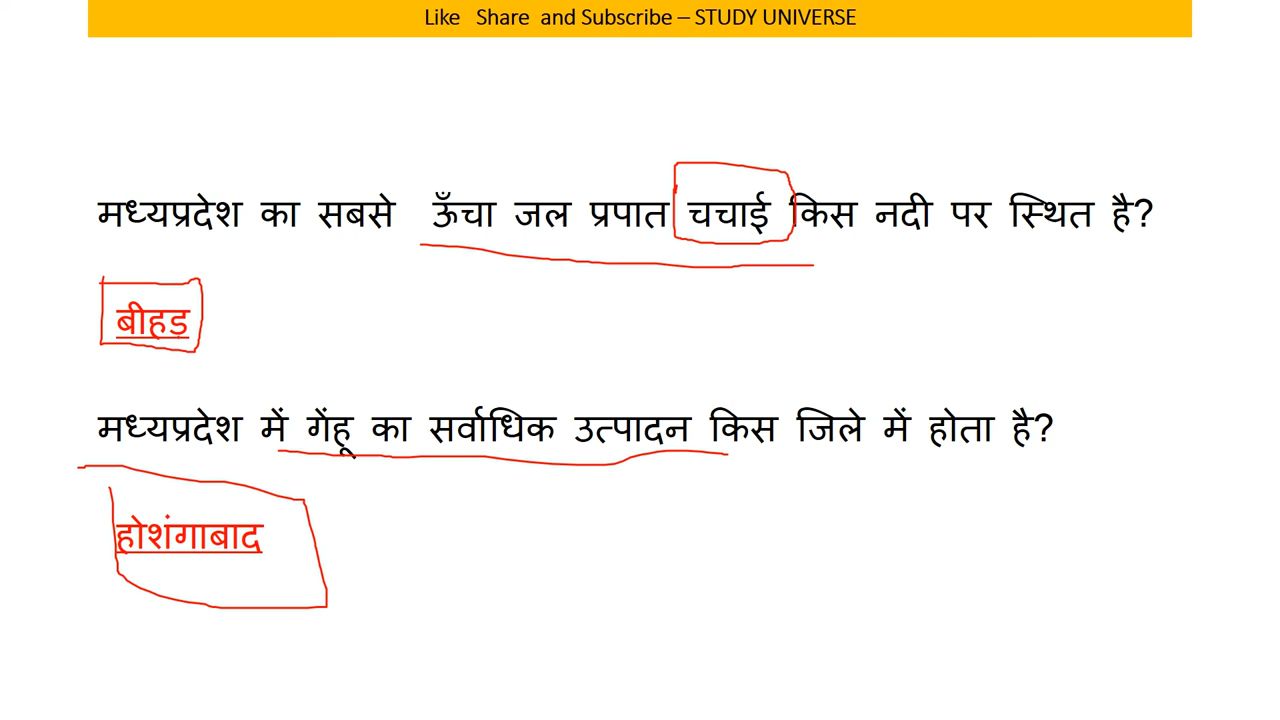 Like Share and Subscribe – STUDY UNIVERSE
मध्यप्रदेश का सबसे ऊँचा जल प्रपात चचाई किस नदी पर स्थित है?
बीहड
मध्यप्रदेश में गेंहू का सर्वाधिक उत्पादन किस जिले में होता है?
होशंगाबाद